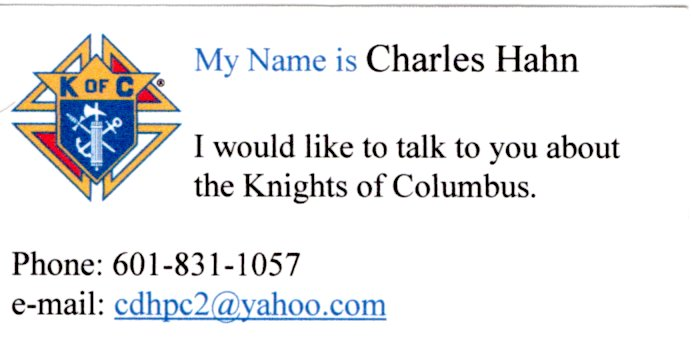 K OF C ®
My Name is Charles Hahn
I would like to talk to you about
the Knights of Columbus.
Phone: 601-831-1057
e-mail: cdhpc2@yahoo.com